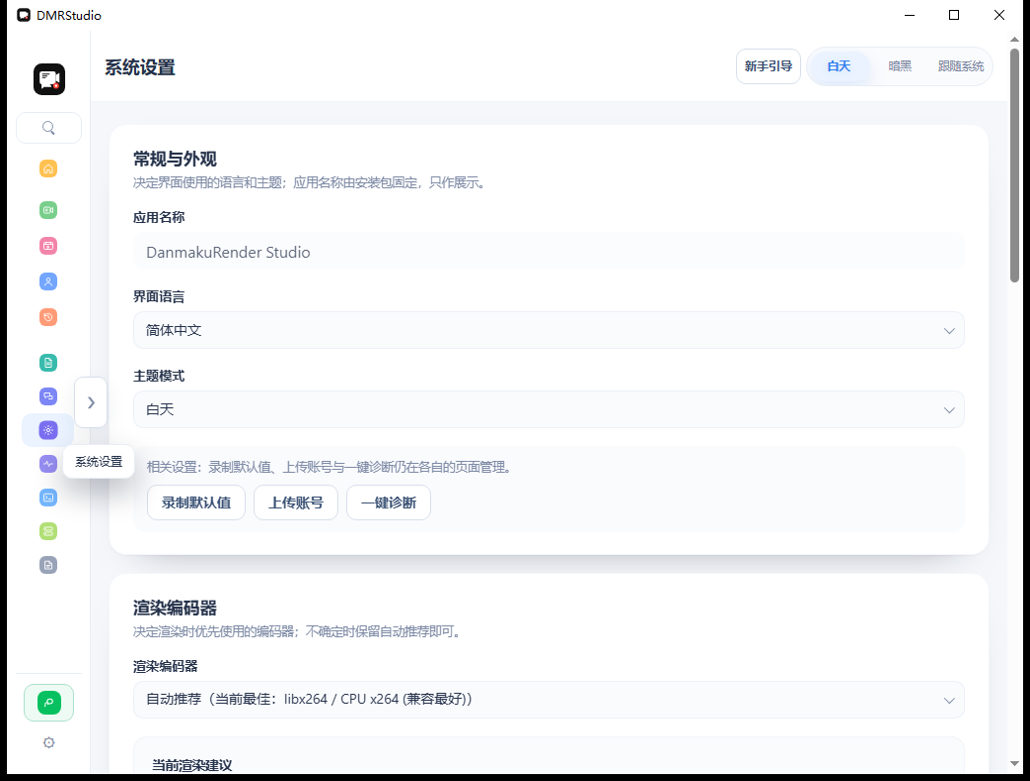 DMRStudio
系统设置
新手引导
白天
暗黑
跟随系统
常规与外观
决定界面使用的语言和主题；应用名称由安装包固定，只作展示。
应用名称
DanmakuRender Studio
界面语言
简体中文
主题模式
白天
系统设置
相关设置：录制默认值、上传账号与一键诊断仍在各自的页面管理。
录制默认值
上传账号
一键诊断
渲染编码器
决定渲染时优先使用的编码器；不确定时保留自动推荐即可。
渲染编码器
自动推荐（当前最佳：libx264 / CPU x264 (兼容最好)）
当前渲染建议